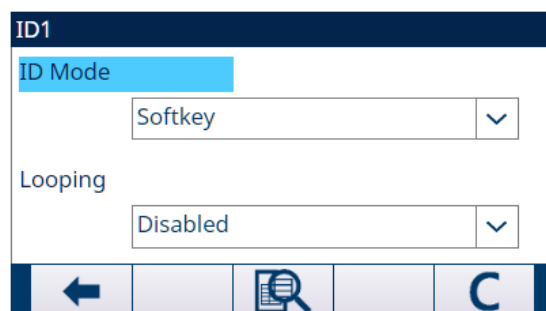 ID1
ID Mode
Softkey
Looping
Disabled
C